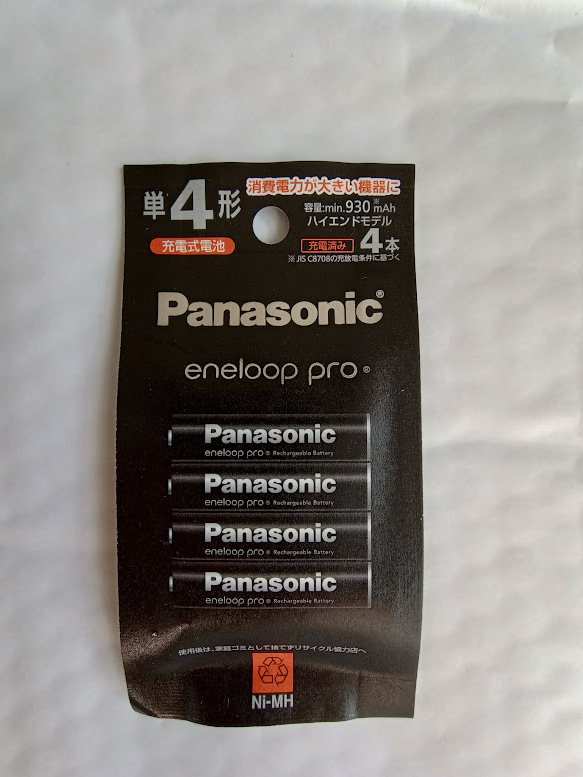 消費電力が大きい機器に
単4形
充電式電池
容量:min.930※mAh
ハイエンドモデル
充電済み 4本
※JIS C8708の充放電条件に基づく
Panasonic®
eneloop pro®
Panasonic
eneloop pro® Rechargeable Battery
Panasonic
eneloop pro® Rechargeable Battery
Panasonic
eneloop pro® Rechargeable Battery
Panasonic
eneloop pro® Rechargeable Battery
使用後は、家庭ゴミとして捨てずリサイクル協力店へ
Ni-MH